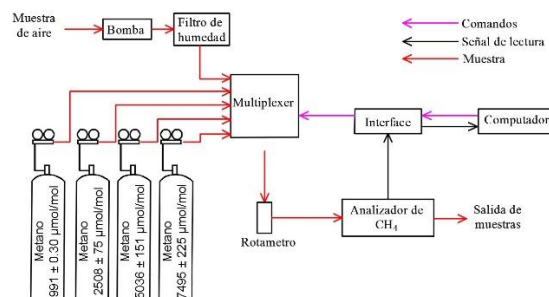 Muestra
de aire
Bomba
Filtro de
humedad
Comandos
Señal de lectura
Muestra
Multiplexer
Interface
Computador
Rotametro
Analizador de
CH₄
Salida de
muestras
Metano
991 ± 0.30 µmol/mol
Metano
2508 ± 75 µmol/mol
Metano
5036 ± 151 µmol/mol
Metano
7495 ± 225 µmol/mol